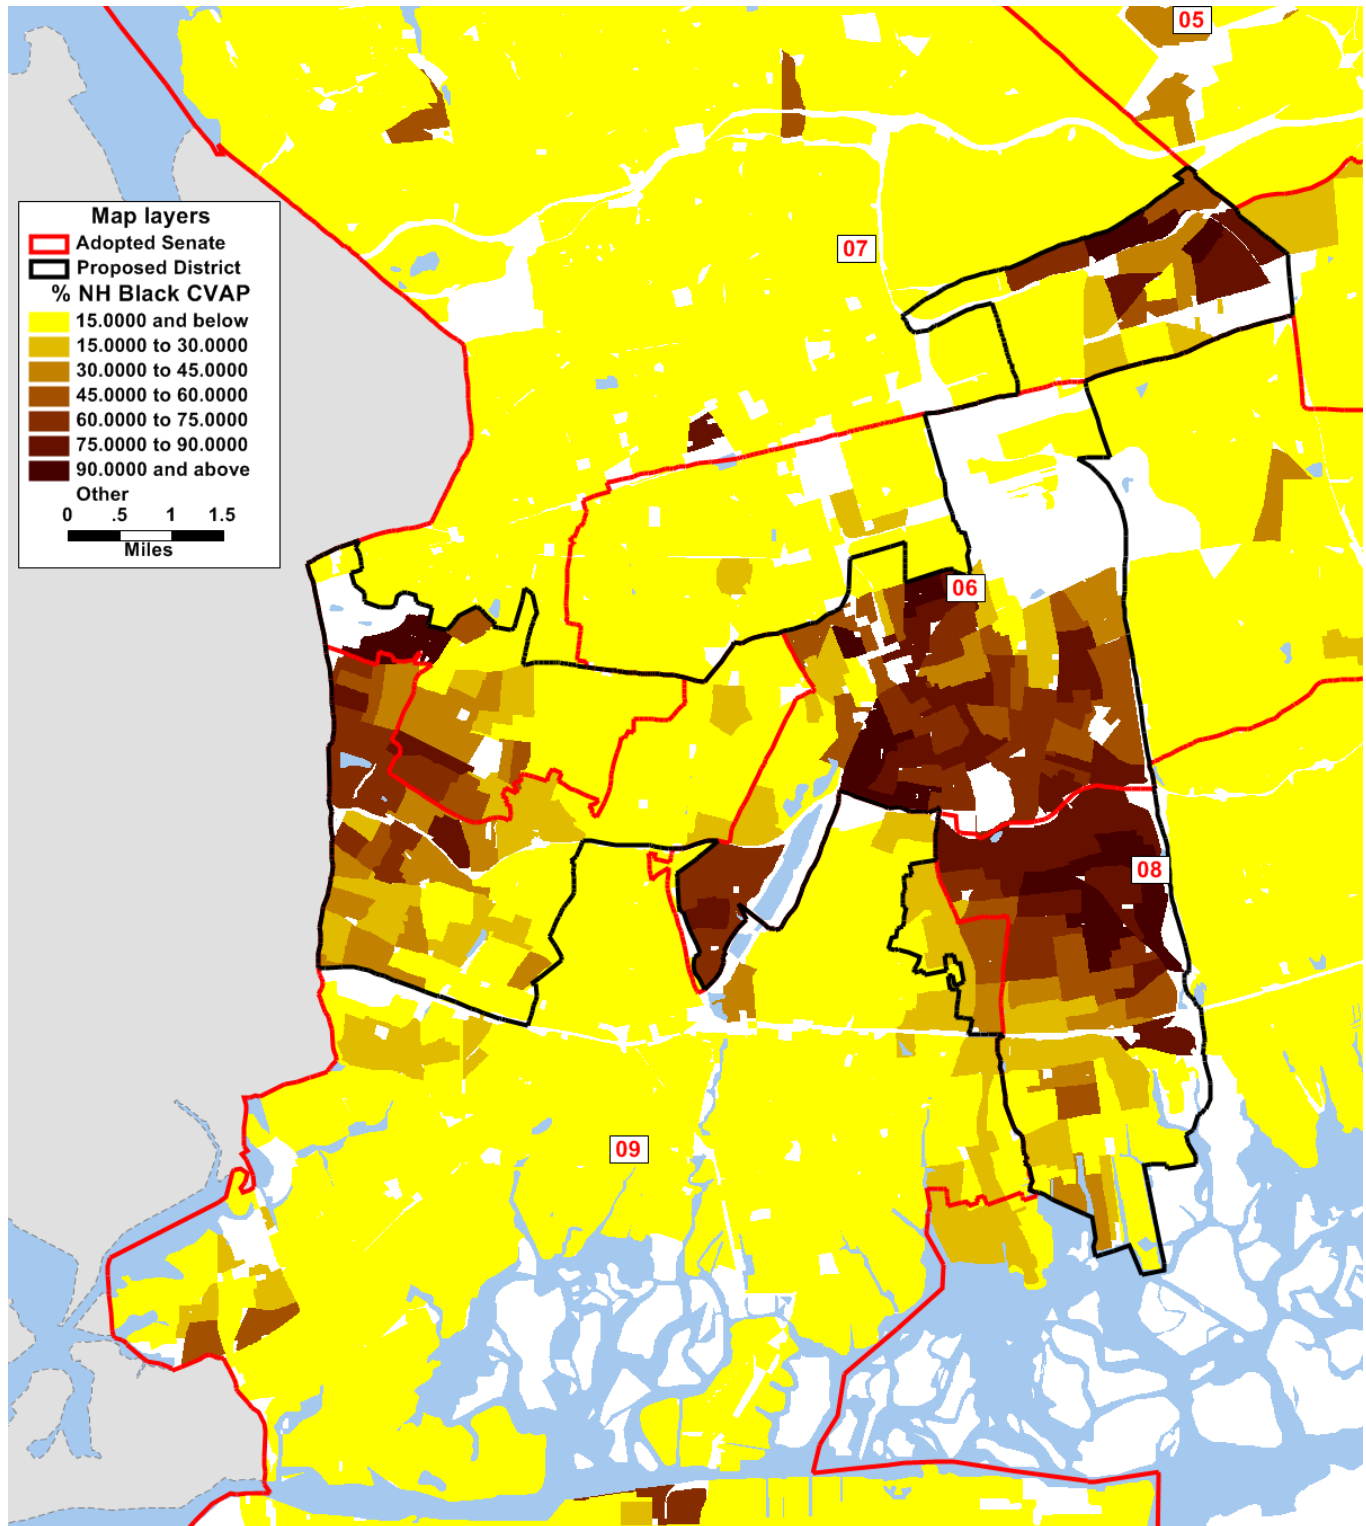 05
07
Map layers
Adopted Senate
Proposed District
% NH Black CVAP
15.0000 and below
15.0000 to 30.0000
30.0000 to 45.0000
45.0000 to 60.0000
60.0000 to 75.0000
75.0000 to 90.0000
90.0000 and above
Other
0 .5 1 1.5
Miles
06
08
09